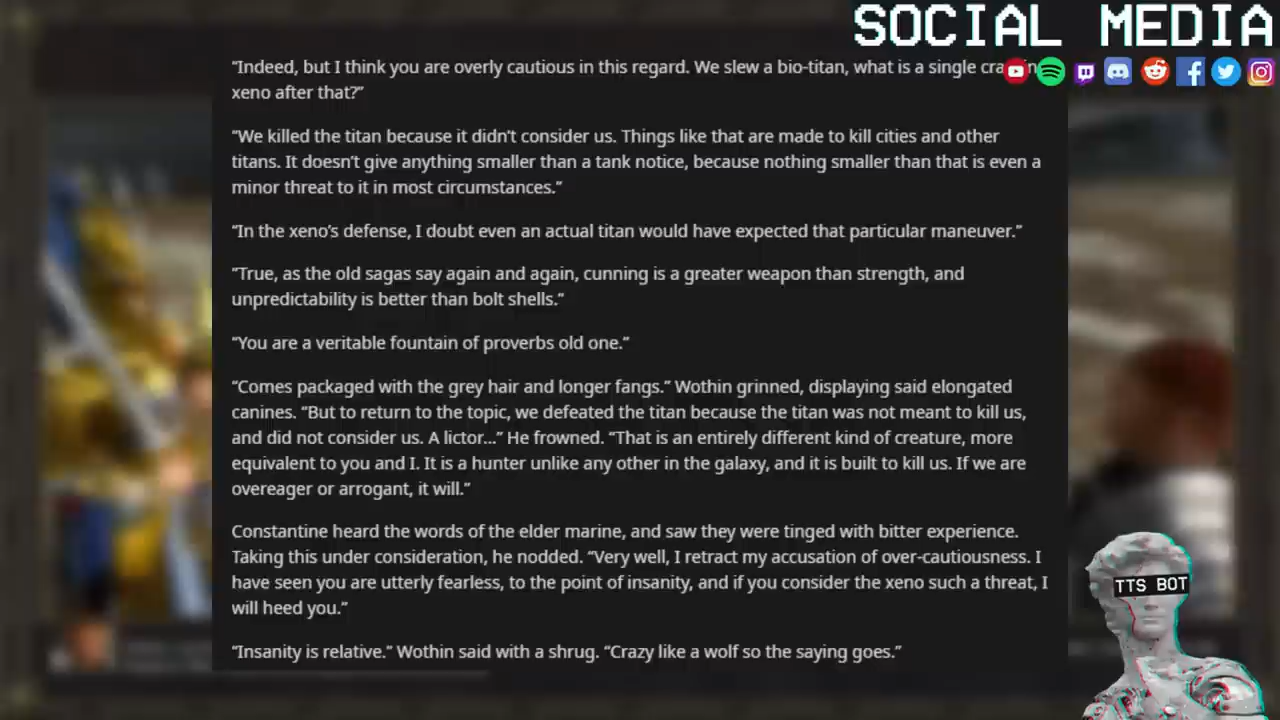 SOCIAL MEDIA
“Indeed, but I think you are overly cautious in this regard. We slew a bio-titan, what is a single
xeno after that?”
“We killed the titan because it didn’t consider us. Things like that are made to kill cities and other
titans. It doesn’t give anything smaller than a tank notice, because nothing smaller than that is even a
minor threat to it in most circumstances.”
“In the xeno’s defense, I doubt even an actual titan would have expected that particular maneuver.”
“True, as the old sagas say again and again, cunning is a greater weapon than strength, and
unpredictability is better than bolt shells.”
“You are a veritable fountain of proverbs old one.”
“Comes packaged with the grey hair and longer fangs.” Wothin grinned, displaying said elongated
canines. “But to return to the topic, we defeated the titan because the titan was not meant to kill us,
and did not consider us. A lictor…” He frowned. “That is an entirely different kind of creature, more
equivalent to you and I. It is a hunter unlike any other in the galaxy, and it is built to kill us. If we are
overeager or arrogant, it will.”
Constantine heard the words of the elder marine, and saw they were tinged with bitter experience.
Taking this under consideration, he nodded. “Very well, I retract my accusation of over-cautiousness. I
have seen you are utterly fearless, to the point of insanity, and if you consider the xeno such a threat, I
will heed you.”
“Insanity is relative.” Wothin said with a shrug. “Crazy like a wolf so the saying goes.”
TTS BOT